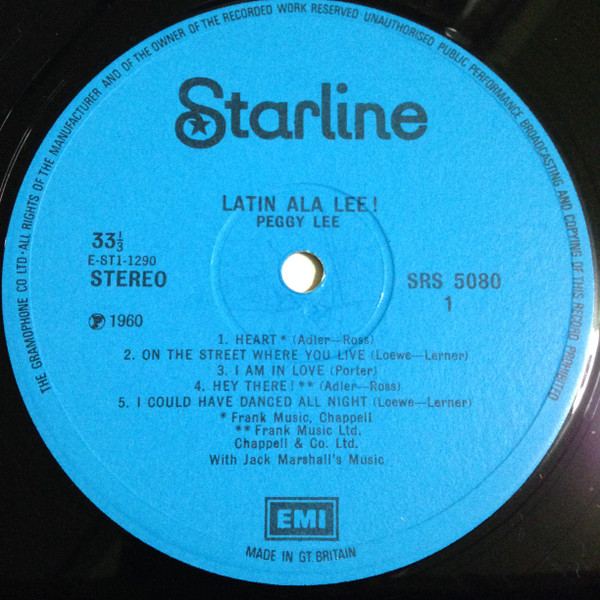 THE GRAMOPHONE CO LTD·ALL RIGHTS OF THE MANUFACTURER AND OF THE OWNER OF THE RECORDED WORK RESERVED·UNAUTHORISED PUBLIC PERFORMANCE BROADCASTING AND COPYING OF THIS RECORD PROHIBITED
Starline
LATIN ALA LEE!
PEGGY LEE
33⅓
E-ST1-1290
STEREO
SRS 5080
1
Ⓟ 1960
1. HEART * (Adler—Ross)
2. ON THE STREET WHERE YOU LIVE (Loewe—Lerner)
3. I AM IN LOVE (Porter)
4. HEY THERE! ** (Adler—Ross)
5. I COULD HAVE DANCED ALL NIGHT (Loewe—Lerner)
* Frank Music, Chappell
** Frank Music Ltd.
Chappell & Co. Ltd.
With Jack Marshall's Music
EMI
MADE IN GT. BRITAIN